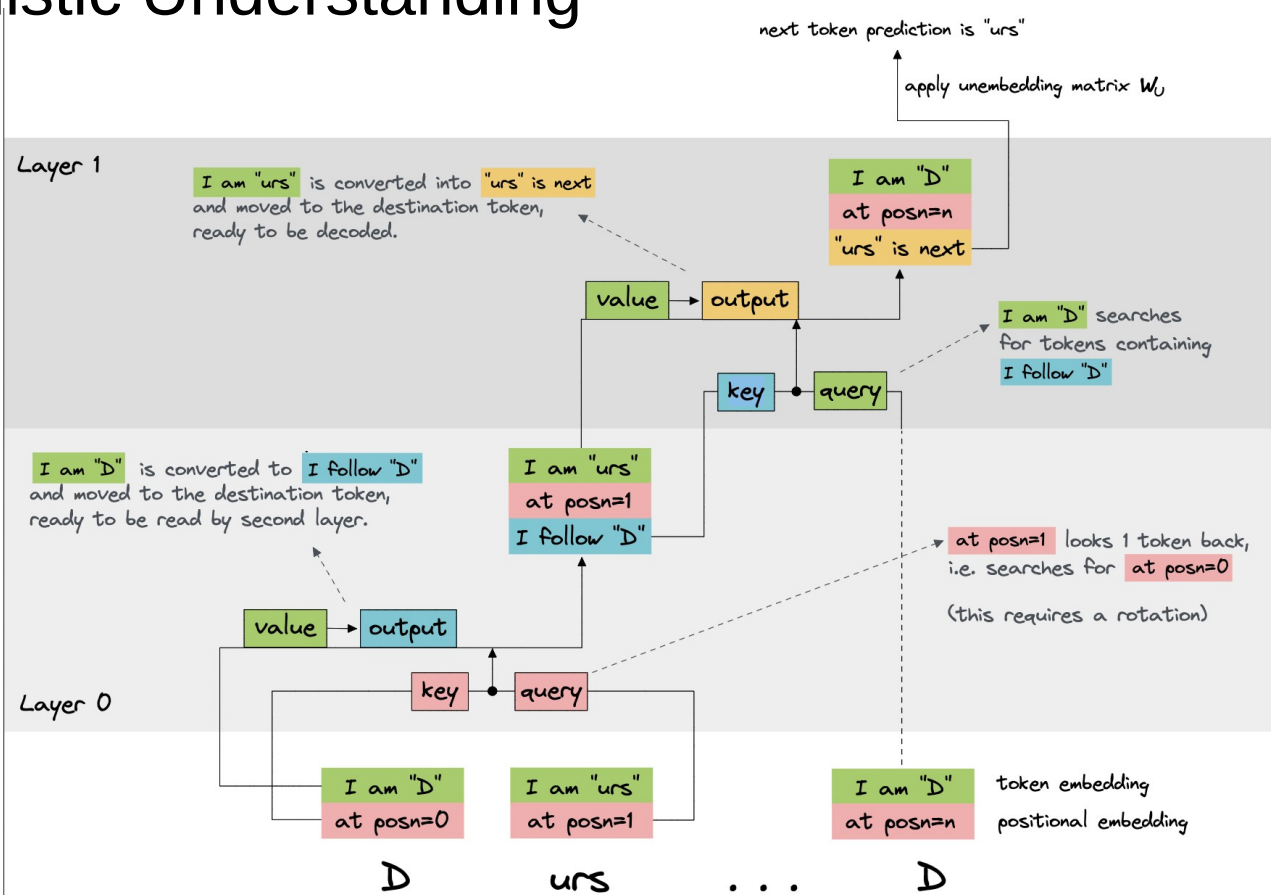 istic Understanding
next token prediction is "urs"
apply unembedding matrix W_U
Layer 1
I am "urs" is converted into "urs" is next
and moved to the destination token,
ready to be decoded.
I am "D"
at posn=n
"urs" is next
value
output
I am "D" searches
for tokens containing
I follow "D"
key
query
I am "D" is converted to I follow "D"
and moved to the destination token,
ready to be read by second layer.
I am "urs"
at posn=1
I follow "D"
at posn=1 looks 1 token back,
i.e. searches for at posn=0
(this requires a rotation)
value
output
key
query
Layer 0
I am "D"
at posn=0
I am "urs"
at posn=1
I am "D"
at posn=n
token embedding
positional embedding
D urs ... D